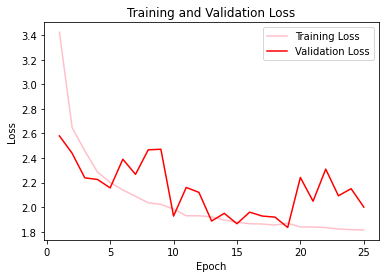 Training and Validation Loss
Training Loss
Validation Loss
3.4
3.2
3.0
2.8
2.6
2.4
2.2
2.0
1.8
Loss
0 5 10 15 20 25
Epoch